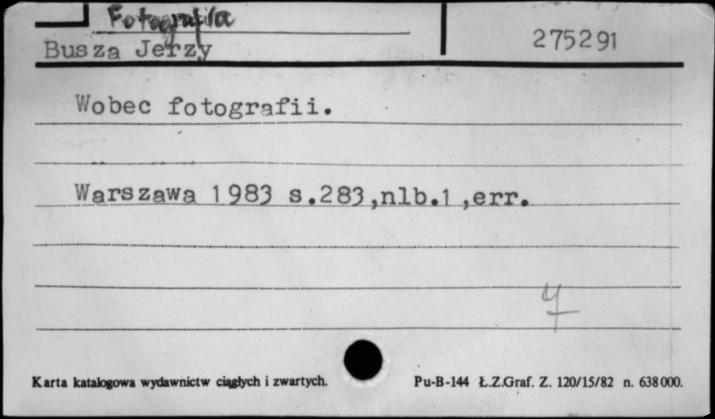 Fotografia
Busza Jerzy 275291
Wobec fotografii.
Warszawa 1983 s.283,nlb.1,err.
Karta katalogowa wydawnictw ciągłych i zwartych. Pu-B-144 Ł.Z.Graf. Z. 120/15/82 n. 638000.